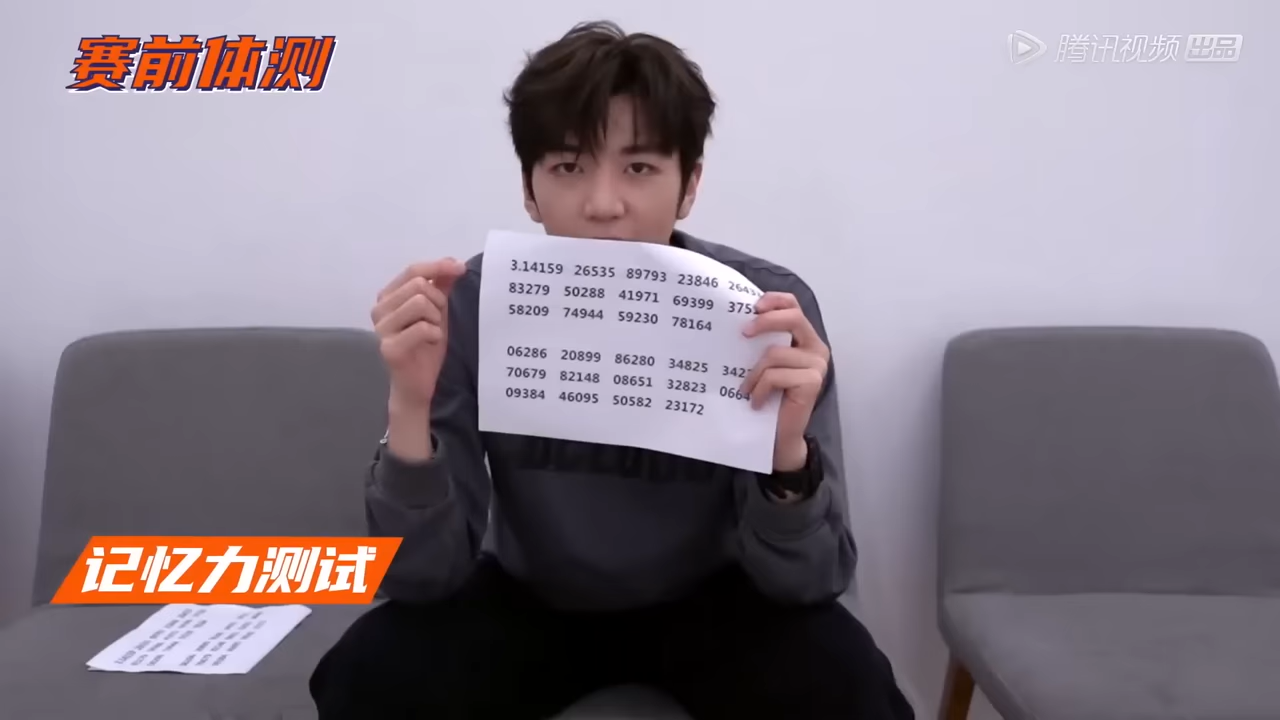 赛前体测
腾讯视频 出品
3.14159 26535 89793 23846
83279 50288 41971 69399
58209 74944 59230 78164
06286 20899 86280 34825
70679 82148 08651 32823
09384 46095 50582 23172
记忆力测试